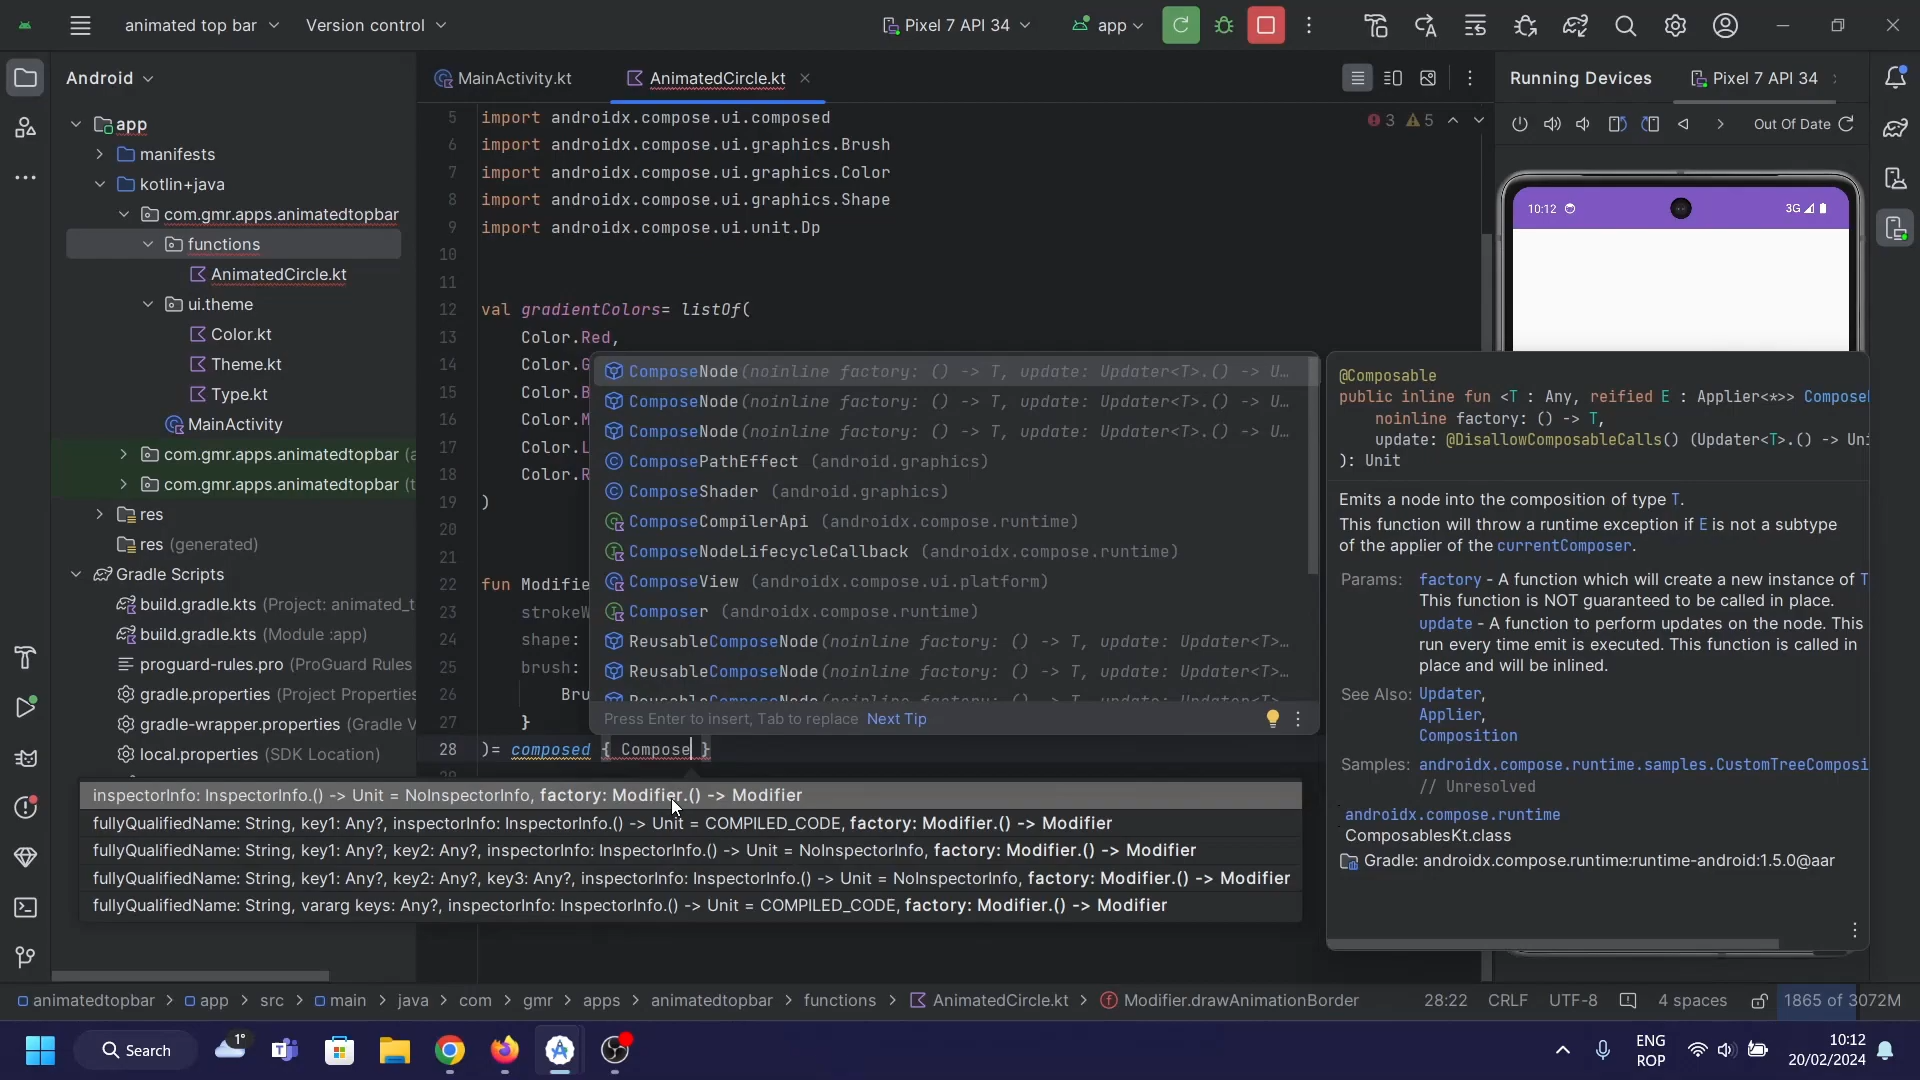 animated top bar
Version control
Pixel 7 API 34
app
Android
MainActivity.kt
AnimatedCircle.kt
Running Devices
Pixel 7 API 34
Out Of Date
3 5
app
manifests
kotlin+java
com.gmr.apps.animatedtopbar
functions
AnimatedCircle.kt
ui.theme
Color.kt
Theme.kt
Type.kt
MainActivity
com.gmr.apps.animatedtopbar (a
com.gmr.apps.animatedtopbar (t
res
res (generated)
Gradle Scripts
build.gradle.kts (Project: animated_t
build.gradle.kts (Module :app)
proguard-rules.pro (ProGuard Rules
gradle.properties (Project Properties
gradle-wrapper.properties (Gradle V
local.properties (SDK Location)
5 import androidx.compose.ui.composed
6 import androidx.compose.ui.graphics.Brush
7 import androidx.compose.ui.graphics.Color
8 import androidx.compose.ui.graphics.Shape
9 import androidx.compose.ui.unit.Dp
10
11
12 val gradientColors= listOf(
13 Color.Red,
14 Color.G
15 Color.B
16 Color.M
17 Color.L
18 Color.R
19 )
20
21
22 fun Modifie
23 strokeW
24 shape:
25 brush:
26 Bru
27 }
28 )= composed { Compose }
ComposeNode(noinline factory: () -> T, update: Updater<T>.() -> U…
ComposeNode(noinline factory: () -> T, update: Updater<T>.() -> U…
ComposeNode(noinline factory: () -> T, update: Updater<T>.() -> U…
ComposePathEffect (android.graphics)
ComposeShader (android.graphics)
ComposeCompilerApi (androidx.compose.runtime)
ComposeNodeLifecycleCallback (androidx.compose.runtime)
ComposeView (androidx.compose.ui.platform)
Composer (androidx.compose.runtime)
ReusableComposeNode(noinline factory: () -> T, update: Updater<T>…
ReusableComposeNode(noinline factory: () -> T, update: Updater<T>…
ReusableComposeNode(noinline factory: () -> T, update: Updater<T>…
Press Enter to insert, Tab to replace Next Tip
inspectorInfo: InspectorInfo.() -> Unit = NoInspectorInfo, factory: Modifier.() -> Modifier
fullyQualifiedName: String, key1: Any?, inspectorInfo: InspectorInfo.() -> Unit = COMPILED_CODE, factory: Modifier.() -> Modifier
fullyQualifiedName: String, key1: Any?, key2: Any?, inspectorInfo: InspectorInfo.() -> Unit = NoInspectorInfo, factory: Modifier.() -> Modifier
fullyQualifiedName: String, key1: Any?, key2: Any?, key3: Any?, inspectorInfo: InspectorInfo.() -> Unit = NoInspectorInfo, factory: Modifier.() -> Modifier
fullyQualifiedName: String, vararg keys: Any?, inspectorInfo: InspectorInfo.() -> Unit = COMPILED_CODE, factory: Modifier.() -> Modifier
10:12
3G
@Composable
public inline fun <T : Any, reified E : Applier<*>> Compose
noinline factory: () -> T,
update: @DisallowComposableCalls() (Updater<T>.() -> Uni
): Unit
Emits a node into the composition of type T.
This function will throw a runtime exception if E is not a subtype
of the applier of the currentComposer.
Params: factory - A function which will create a new instance of T
This function is NOT guaranteed to be called in place.
update - A function to perform updates on the node. This
run every time emit is executed. This function is called in
place and will be inlined.
See Also: Updater,
Applier,
Composition
Samples: androidx.compose.runtime.samples.CustomTreeComposi
// Unresolved
androidx.compose.runtime
ComposablesKt.class
Gradle: androidx.compose.runtime:runtime-android:1.5.0@aar
animatedtopbar > app > src > main > java > com > gmr > apps > animatedtopbar > functions > AnimatedCircle.kt > Modifier.drawAnimationBorder
28:22 CRLF UTF-8 4 spaces 1865 of 3072M
Search
1°
ENG
ROP
10:12
20/02/2024